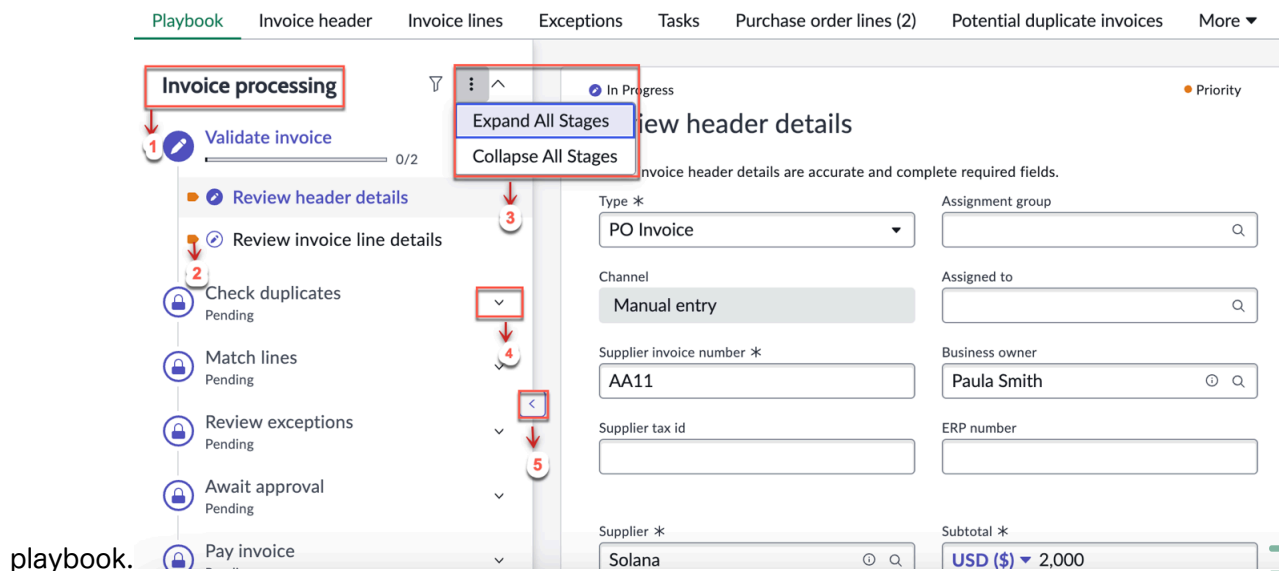 Playbook Invoice header Invoice lines Exceptions Tasks Purchase order lines (2) Potential duplicate invoices More
Invoice processing
1
Validate invoice
0/2
Review header details
Review invoice line details
2
Check duplicates
Pending
4
Match lines
Pending
Review exceptions
Pending
5
Await approval
Pending
Pay invoice
Expand All Stages
Collapse All Stages
3
In Progress
Priority
iew header details
nvoice header details are accurate and complete required fields.
Type *
PO Invoice
Assignment group
Channel
Manual entry
Assigned to
Supplier invoice number *
AA11
Business owner
Paula Smith
Supplier tax id
ERP number
Supplier *
Solana
Subtotal *
USD ($) 2,000
playbook.